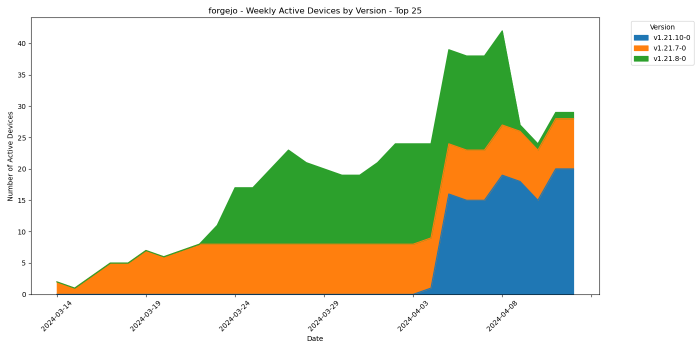 forgejo - Weekly Active Devices by Version - Top 25
Version
v1.21.10-0
v1.21.7-0
v1.21.8-0
Number of Active Devices
40
35
30
25
20
15
10
5
0
2024-03-14
2024-03-19
2024-03-24
2024-03-29
2024-04-03
2024-04-08
Date